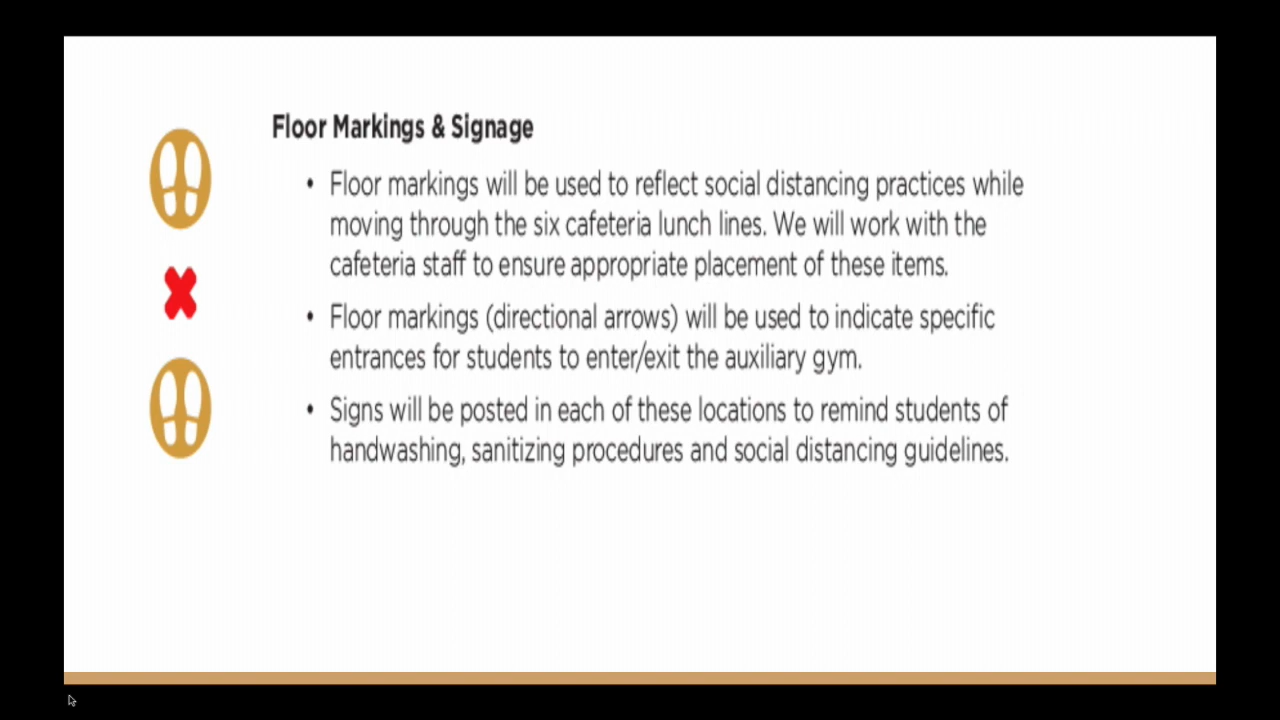 Floor Markings & Signage
• Floor markings will be used to reflect social distancing practices while
moving through the six cafeteria lunch lines. We will work with the
cafeteria staff to ensure appropriate placement of these items.
• Floor markings (directional arrows) will be used to indicate specific
entrances for students to enter/exit the auxiliary gym.
• Signs will be posted in each of these locations to remind students of
handwashing, sanitizing procedures and social distancing guidelines.